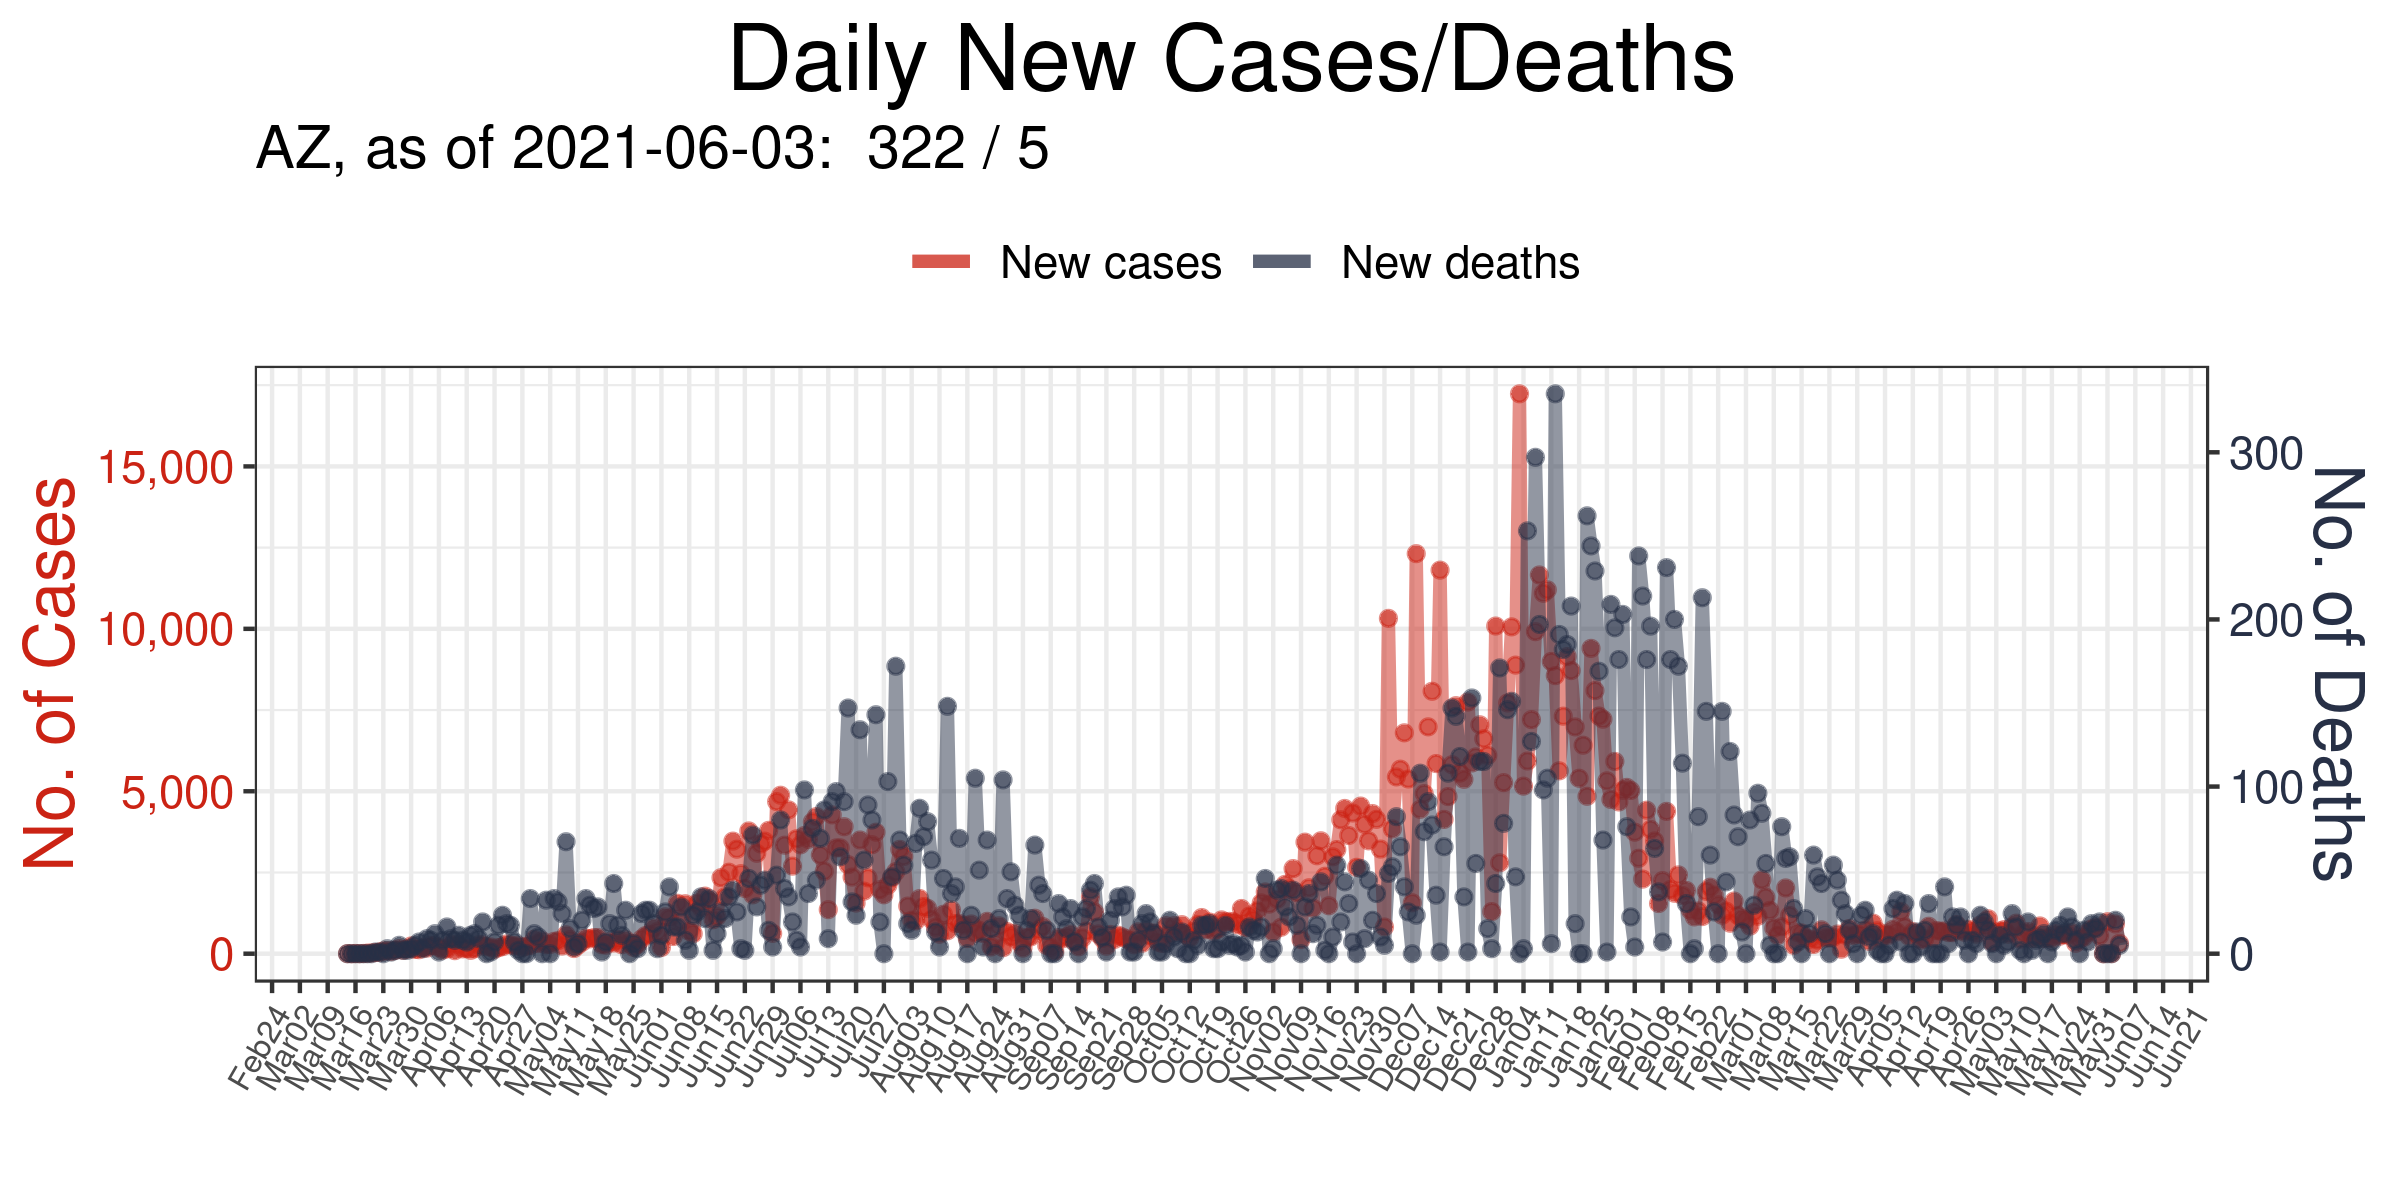 Daily New Cases/Deaths
AZ, as of 2021-06-03: 322 / 5
New cases
New deaths
No. of Cases
15,000
10,000
5,000
0
300
200
100
0
No. of Deaths
Feb24
Mar02
Mar09
Mar16
Mar23
Mar30
Apr06
Apr13
Apr20
Apr27
May04
May11
May18
May25
Jun01
Jun08
Jun15
Jun22
Jun29
Jul06
Jul13
Jul20
Jul27
Aug03
Aug10
Aug17
Aug24
Aug31
Sep07
Sep14
Sep21
Sep28
Oct05
Oct12
Oct19
Oct26
Nov02
Nov09
Nov16
Nov23
Nov30
Dec07
Dec14
Dec21
Dec28
Jan04
Jan11
Jan18
Jan25
Feb01
Feb08
Feb15
Feb22
Mar01
Mar08
Mar15
Mar22
Mar29
Apr05
Apr12
Apr19
Apr26
May03
May10
May17
May24
May31
Jun07
Jun14
Jun21